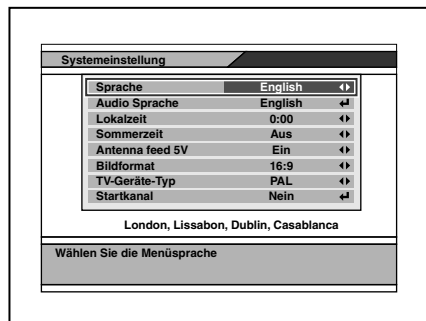 Systemeinstellung
Sprache English
Audio Sprache English
Lokalzeit 0:00
Sommerzeit Aus
Antenna feed 5V Ein
Bildformat 16:9
TV-Geräte-Typ PAL
Startkanal Nein
London, Lissabon, Dublin, Casablanca
Wählen Sie die Menüsprache